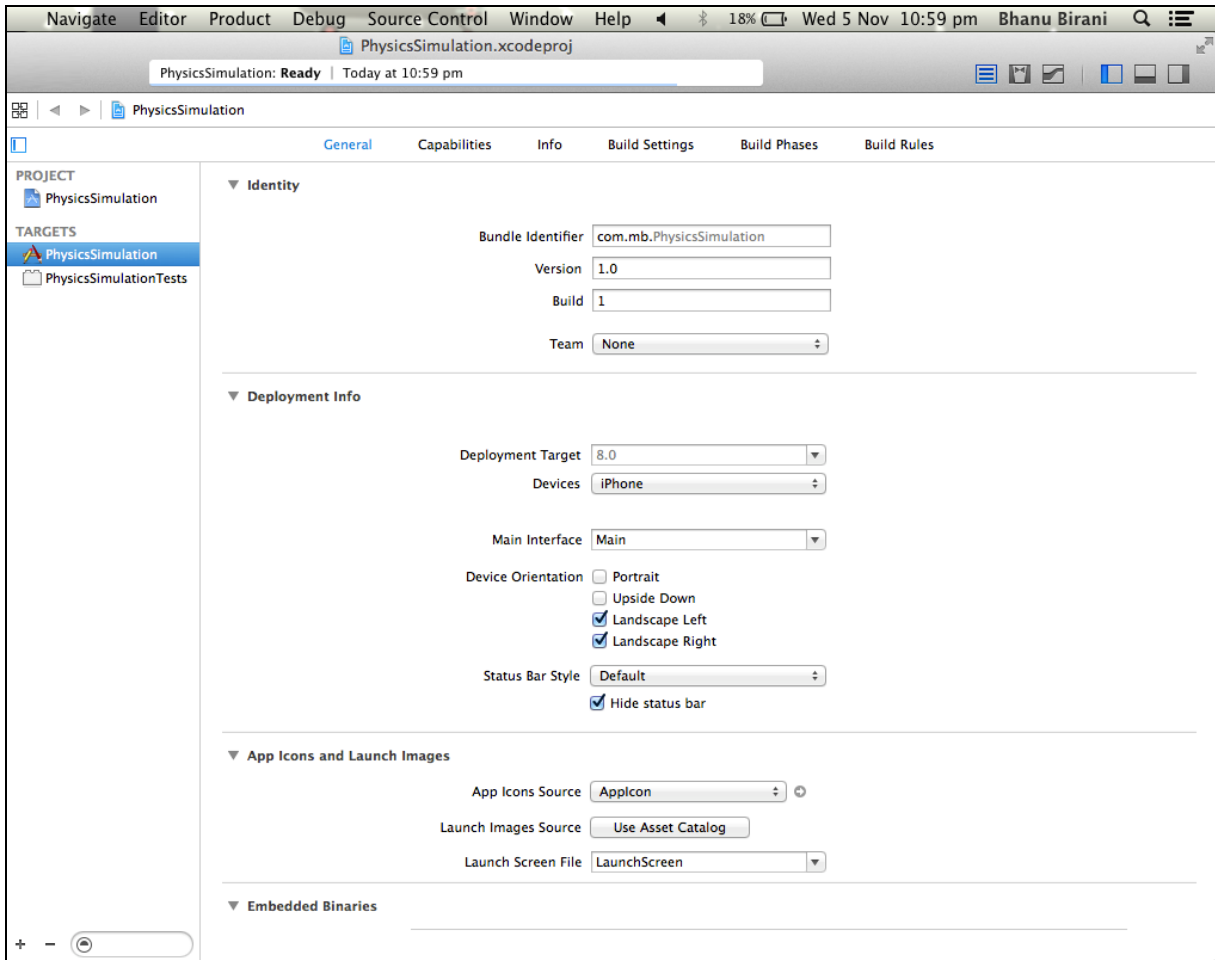 Navigate Editor Product Debug Source Control Window Help 18% Wed 5 Nov 10:59 pm Bhanu Birani
PhysicsSimulation.xcodeproj
PhysicsSimulation: Ready | Today at 10:59 pm
PhysicsSimulation
General Capabilities Info Build Settings Build Phases Build Rules
PROJECT
PhysicsSimulation
TARGETS
PhysicsSimulation
PhysicsSimulationTests
Identity
Bundle Identifier com.mb.PhysicsSimulation
Version 1.0
Build 1
Team None
Deployment Info
Deployment Target 8.0
Devices iPhone
Main Interface Main
Device Orientation Portrait
Upside Down
Landscape Left
Landscape Right
Status Bar Style Default
Hide status bar
App Icons and Launch Images
App Icons Source AppIcon
Launch Images Source Use Asset Catalog
Launch Screen File LaunchScreen
Embedded Binaries